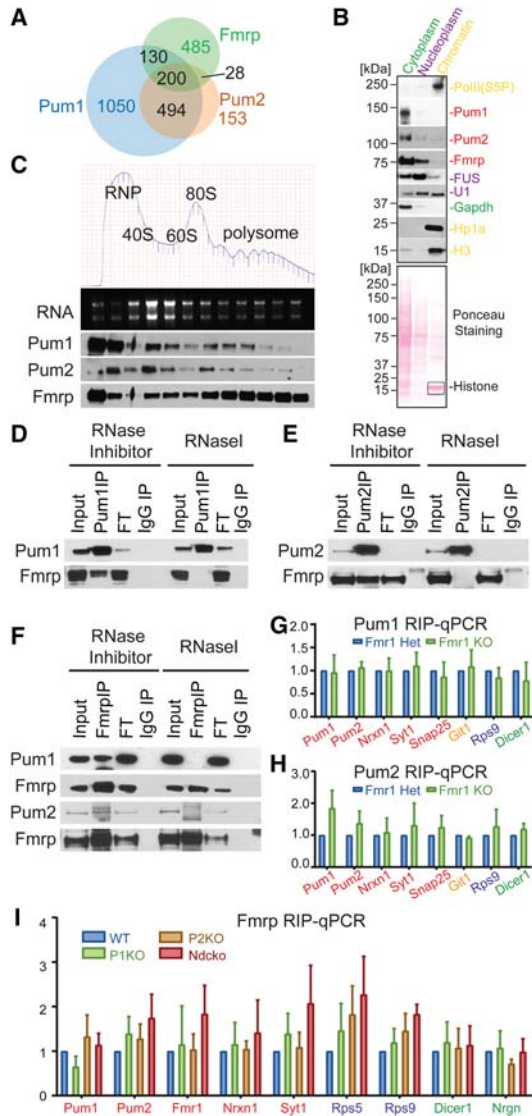 A
Fmrp
485
130
200
28
Pum1
1050
494
Pum2
153
B
Cytoplasm
Nucleoplasm
Chromatin
[kDa]
250
150
100
75
37
25
15
-PolII(S5P)
-Pum1
-Pum2
-Fmrp
-FUS
-U1
-Gapdh
-Hp1a
-H3
[kDa]
250
150
100
75
50
37
25
15
Ponceau
Staining
-Histone
C
RNP
40S
60S
80S
polysome
RNA
Pum1
Pum2
Fmrp
D
RNase
Inhibitor
RNaseI
Input
Pum1IP
FT
IgG IP
Input
Pum1IP
FT
IgG IP
Pum1
Fmrp
E
RNase
Inhibitor
RNaseI
Input
Pum2IP
FT
IgG IP
Input
Pum2IP
FT
IgG IP
Pum2
Fmrp
F
RNase
Inhibitor
RNaseI
Input
FmrpIP
FT
IgG IP
Input
FmrpIP
FT
IgG IP
Pum1
Fmrp
Pum2
Fmrp
G
Pum1 RIP-qPCR
Fmr1 Het
Fmr1 KO
2.0
1.5
1.0
0.5
0.0
Pum1
Pum2
Nrxn1
Syt1
Snap25
Git1
Rps9
Dicer1
H
Pum2 RIP-qPCR
Fmr1 Het
Fmr1 KO
3.0
2.0
1.0
0.0
Pum1
Pum2
Nrxn1
Syt1
Snap25
Git1
Rps9
Dicer1
I
Fmrp RIP-qPCR
WT
P1KO
P2KO
Ndcko
4
2
1
0
Pum1
Pum2
Fmr1
Nrxn1
Syt1
Rps5
Rps9
Dicer1
Nrgn